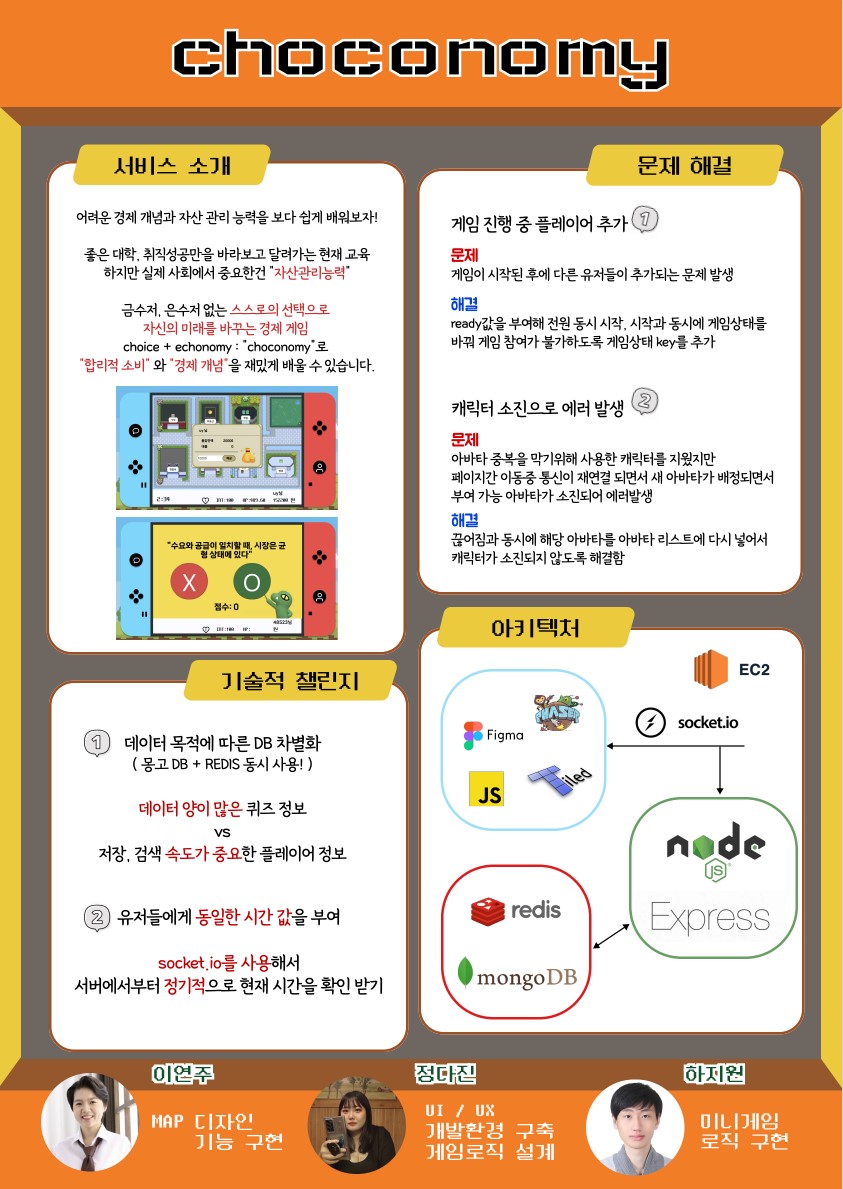 choconomy
서비스 소개
어려운 경제 개념과 자산 관리 능력을 보다 쉽게 배워보자!
좋은 대학, 취직성공만을 바라보고 달려가는 현재 교육
하지만 실제 사회에서 중요한건 "자산관리능력"
금수저, 은수저 없는 스스로의 선택으로
자신의 미래를 바꾸는 경제 게임
choice + echonomy : "choconomy"로
"합리적 소비" 와 "경제 개념"을 재밌게 배울 수 있습니다.
2:34
"수요와 공급이 일치할 때, 시장은 균
형 상태에 있다"
X
O
점수: 0
기술적 챌린지
1 데이터 목적에 따른 DB 차별화
( 몽고 DB + REDIS 동시 사용! )
데이터 양이 많은 퀴즈 정보
vs
저장, 검색 속도가 중요한 플레이어 정보
2 유저들에게 동일한 시간 값을 부여
socket.io를 사용해서
서버에서부터 정기적으로 현재 시간을 확인 받기
문제 해결
게임 진행 중 플레이어 추가 1
문제
게임이 시작된 후에 다른 유저들이 추가되는 문제 발생
해결
ready값을 부여해 전원 동시 시작, 시작과 동시에 게임상태를
바꿔 게임 참여가 불가하도록 게임상태 key를 추가
캐릭터 소진으로 에러 발생 2
문제
아바타 중복을 막기위해 사용한 캐릭터를 지웠지만
페이지간 이동중 통신이 재연결 되면서 새 아바타가 배정되면서
부여 가능 아바타가 소진되어 에러발생
해결
끊어짐과 동시에 해당 아바타를 아바타 리스트에 다시 넣어서
캐릭터가 소진되지 않도록 해결함
아키텍처
EC2
socket.io
PHASER
Figma
JS
Tiled
node
JS
Express
redis
mongoDB
이연주
MAP 디자인
기능 구현
정다진
UI / UX
개발환경 구축
게임로직 설계
하지원
미니게임
로직 구현